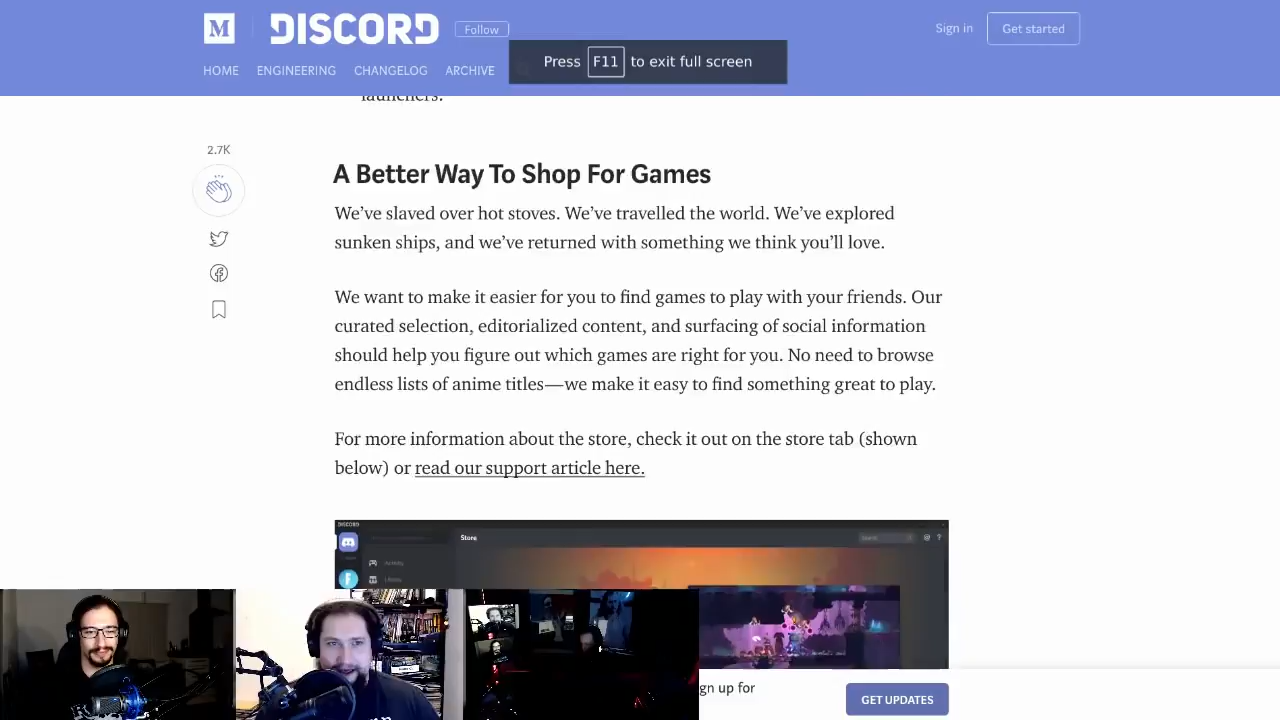 M DISCORD Follow
Sign in Get started
Press F11 to exit full screen
HOME ENGINEERING CHANGELOG ARCHIVE
launchers.
2.7K
A Better Way To Shop For Games
We’ve slaved over hot stoves. We’ve travelled the world. We’ve explored
sunken ships, and we’ve returned with something we think you’ll love.
We want to make it easier for you to find games to play with your friends. Our
curated selection, editorialized content, and surfacing of social information
should help you figure out which games are right for you. No need to browse
endless lists of anime titles—we make it easy to find something great to play.
For more information about the store, check it out on the store tab (shown
below) or read our support article here.
DISCORD
Store
Search
gn up for
GET UPDATES